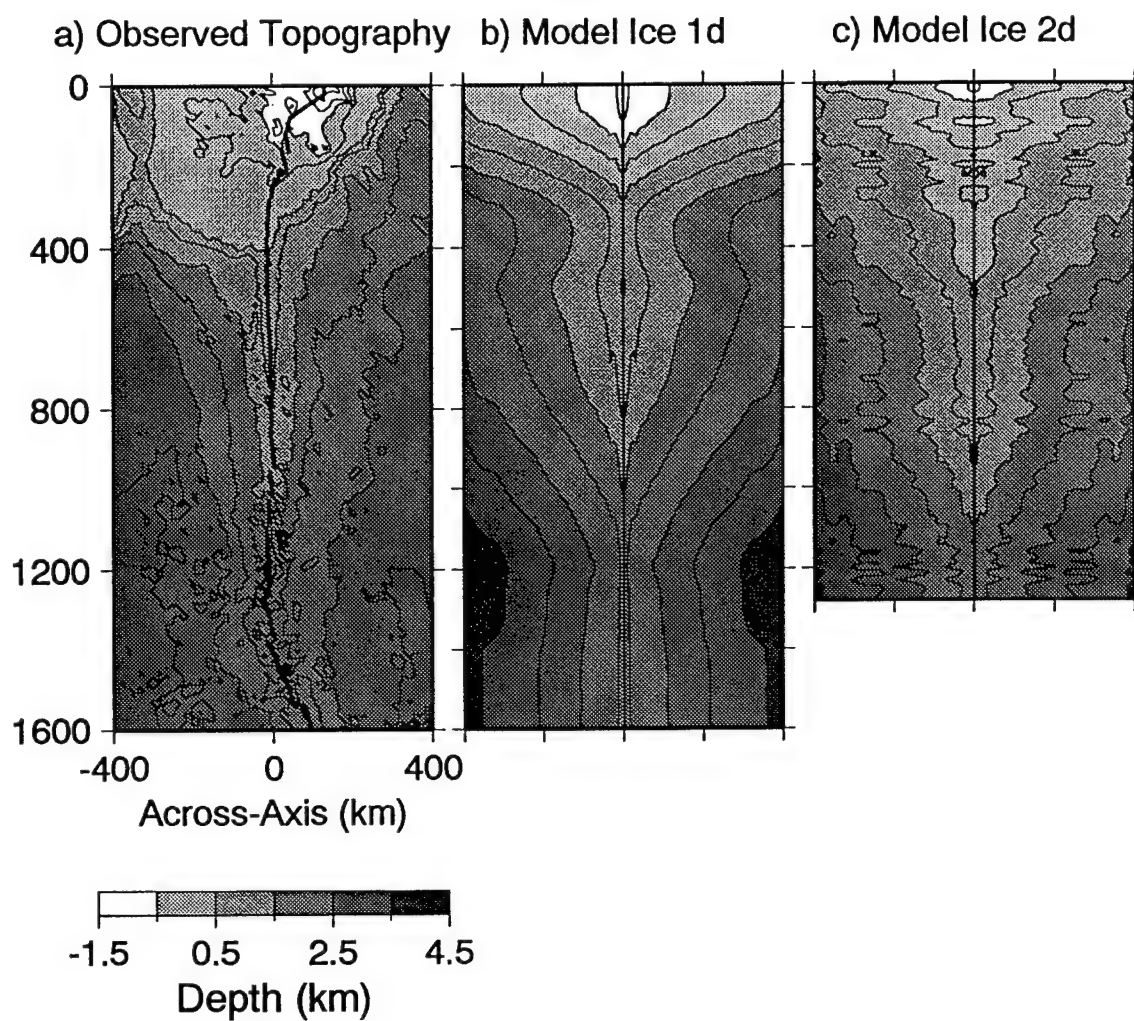 a) Observed Topography b) Model Ice 1d c) Model Ice 2d
0
400
800
1200
1600
-400 0 400
Across-Axis (km)
-1.5 0.5 2.5 4.5
Depth (km)